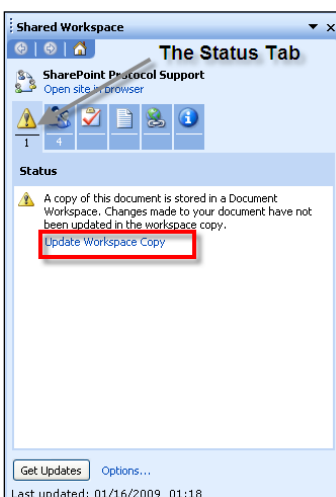 Shared Workspace
The Status Tab
SharePoint Protocol Support
Open site in browser
1
4
Status
A copy of this document is stored in a Document
Workspace. Changes made to your document have not
been updated in the workspace copy.
Update Workspace Copy
Get Updates Options...
Last updated: 01/16/2009 01:18